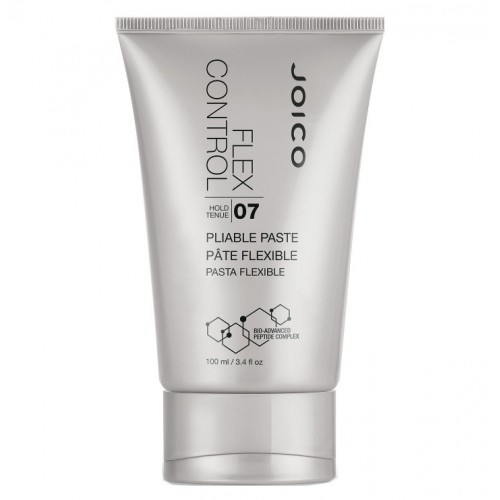 JOICO
FLEX
CONTROL
HOLD
TENUE
07
PLIABLE PASTE
PÂTE FLEXIBLE
PASTA FLEXIBLE
BIO-ADVANCED
PEPTIDE COMPLEX
100 ml / 3.4 fl oz